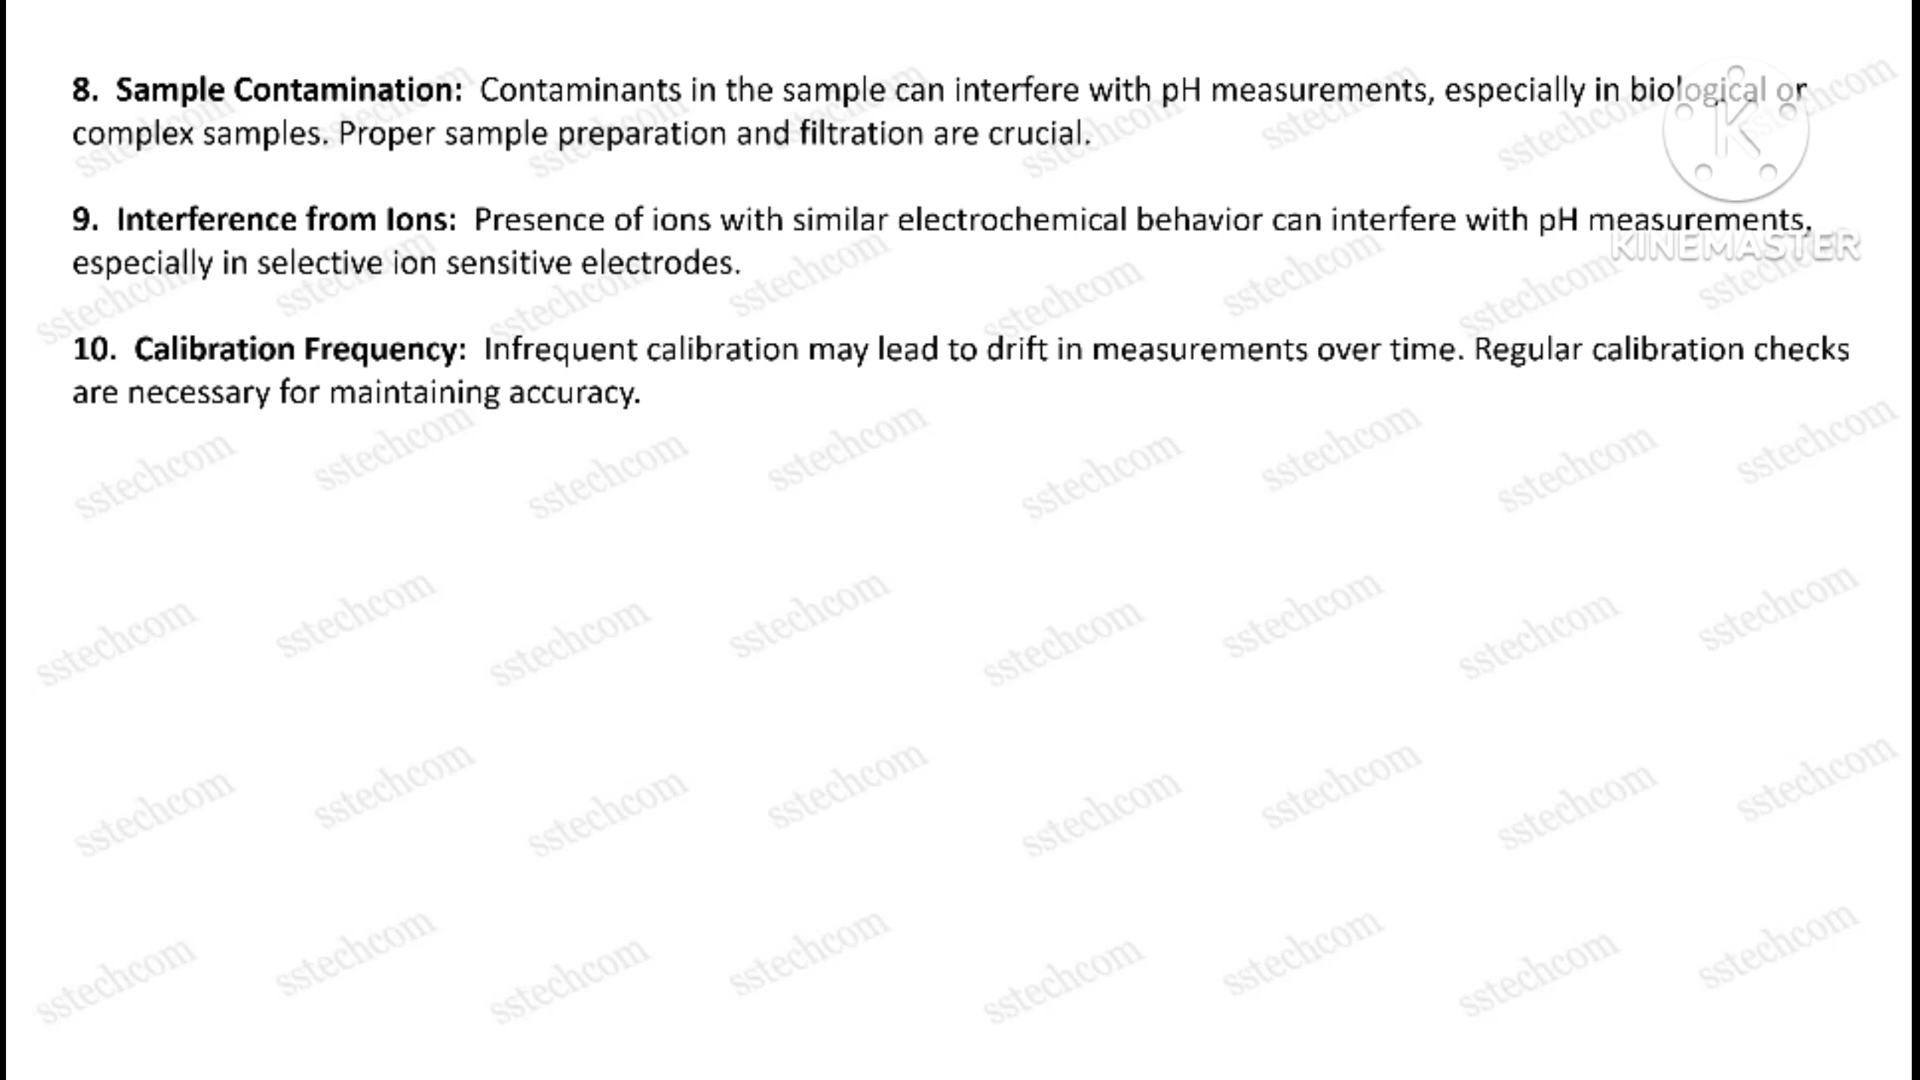 8. Sample Contamination: Contaminants in the sample can interfere with pH measurements, especially in biological or
complex samples. Proper sample preparation and filtration are crucial.
9. Interference from Ions: Presence of ions with similar electrochemical behavior can interfere with pH measurements,
especially in selective ion sensitive electrodes.
10. Calibration Frequency: Infrequent calibration may lead to drift in measurements over time. Regular calibration checks
are necessary for maintaining accuracy.
K
KINEMASTER
sstechcom